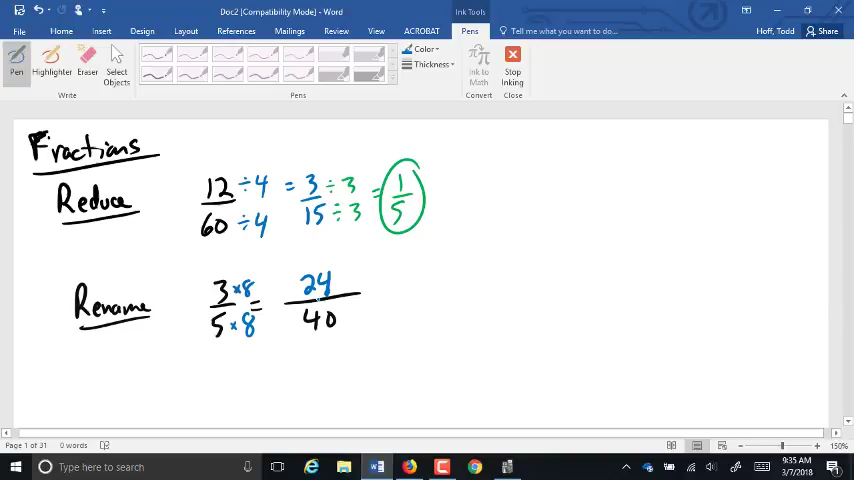 Doc2 [Compatibility Mode] - Word
Ink Tools
Hoff, Todd
File Home Insert Design Layout References Mailings Review View ACROBAT Pens Tell me what you want to do... Share
Pen Highlighter Eraser Select Objects
Color
Thickness
Ink to Math
Stop Inking
Write Pens Convert Close
Fractions
Reduce 12/60 ÷4/÷4 = 3/15 ÷3/÷3 = 1/5
Rename 3/5 ×8/×8 = 24/40
Page 1 of 31 0 words
150%
Type here to search
9:35 AM
3/7/2018